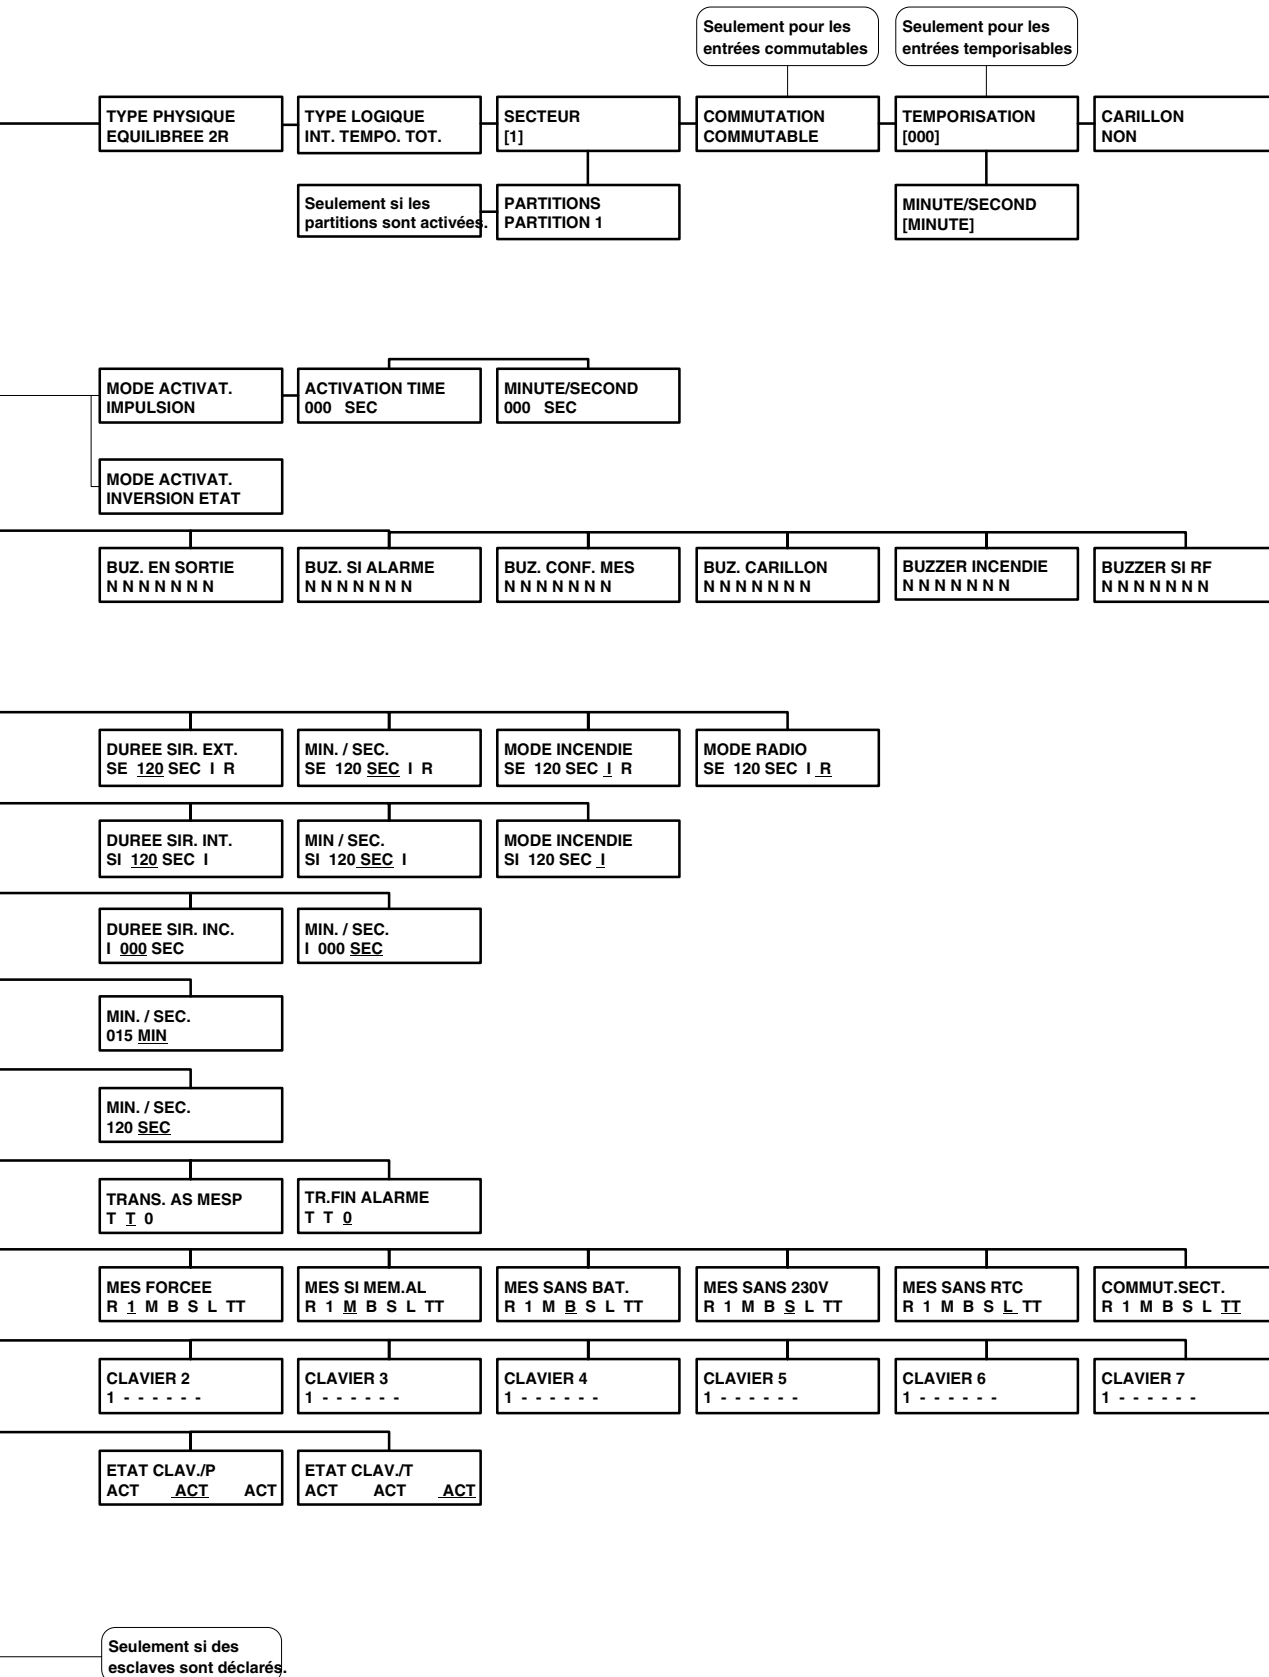 Seulement pour les
entrées commutables
Seulement pour les
entrées temporisables
TYPE PHYSIQUE
EQUILIBREE 2R
TYPE LOGIQUE
INT. TEMPO. TOT.
SECTEUR
[1]
COMMUTATION
COMMUTABLE
TEMPORISATION
[000]
CARILLON
NON
Seulement si les
partitions sont activées.
PARTITIONS
PARTITION 1
MINUTE/SECOND
[MINUTE]
MODE ACTIVAT.
IMPULSION
ACTIVATION TIME
000 SEC
MINUTE/SECOND
000 SEC
MODE ACTIVAT.
INVERSION ETAT
BUZ. EN SORTIE
N N N N N N N
BUZ. SI ALARME
N N N N N N N
BUZ. CONF. MES
N N N N N N N
BUZ. CARILLON
N N N N N N N
BUZZER INCENDIE
N N N N N N N
BUZZER SI RF
N N N N N N N
DUREE SIR. EXT.
SE 120 SEC I R
MIN. / SEC.
SE 120 SEC I R
MODE INCENDIE
SE 120 SEC I R
MODE RADIO
SE 120 SEC I R
DUREE SIR. INT.
SI 120 SEC I
MIN / SEC.
SI 120 SEC I
MODE INCENDIE
SI 120 SEC I
DUREE SIR. INC.
I 000 SEC
MIN. / SEC.
I 000 SEC
MIN. / SEC.
015 MIN
MIN. / SEC.
120 SEC
TRANS. AS MESP
T T 0
TR.FIN ALARME
T T 0
MES FORCEE
R 1 M B S L TT
MES SI MEM.AL
R 1 M B S L TT
MES SANS BAT.
R 1 M B S L TT
MES SANS 230V
R 1 M B S L TT
MES SANS RTC
R 1 M B S L TT
COMMUT.SECT.
R 1 M B S L TT
CLAVIER 2
1 - - - - - -
CLAVIER 3
1 - - - - - -
CLAVIER 4
1 - - - - - -
CLAVIER 5
1 - - - - - -
CLAVIER 6
1 - - - - - -
CLAVIER 7
1 - - - - - -
ETAT CLAV./P
ACT ACT ACT
ETAT CLAV./T
ACT ACT ACT
Seulement si des
esclaves sont déclarés.